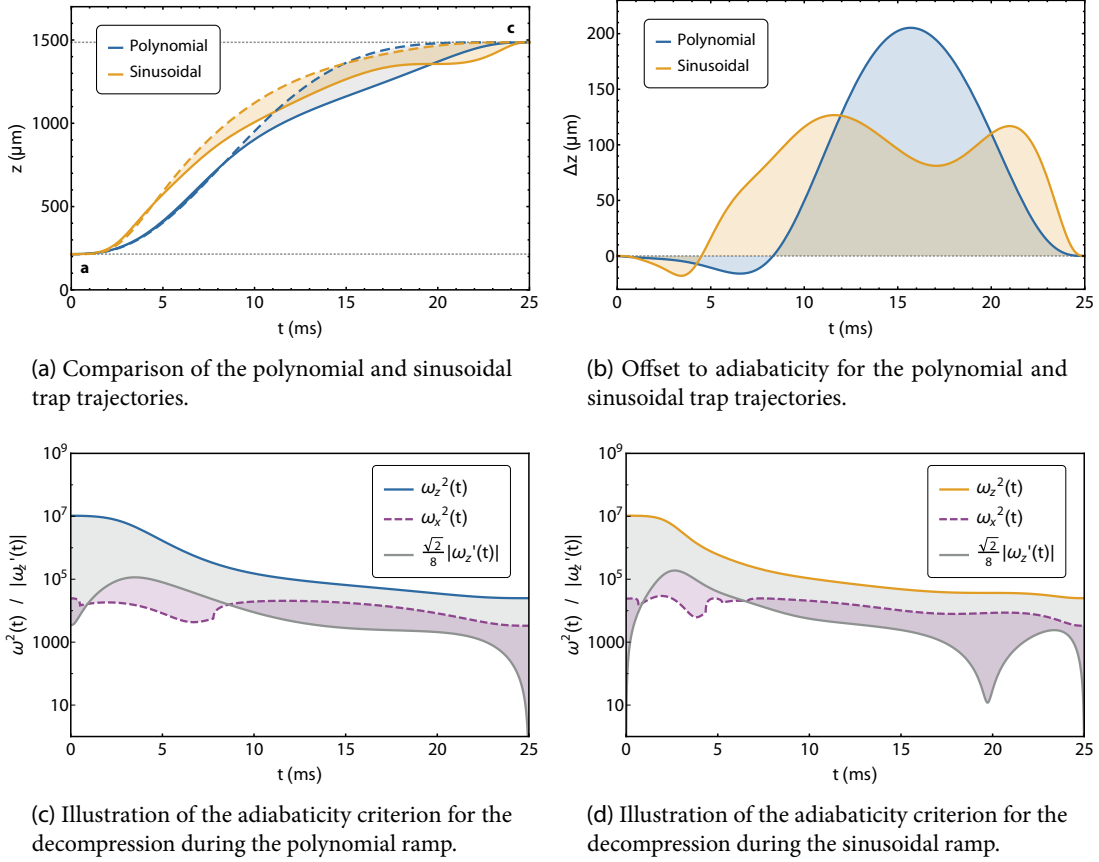 c
Polynomial
Sinusoidal
1500
1000
500
0
z (μm)
a
0 5 10 15 20 25
t (ms)
(a) Comparison of the polynomial and sinusoidal
trap trajectories.
Polynomial
Sinusoidal
200
150
100
50
0
Δz (μm)
0 5 10 15 20 25
t (ms)
(b) Offset to adiabaticity for the polynomial and
sinusoidal trap trajectories.
10⁹
10⁷
10⁵
1000
10
ω²(t) / |ω_z'(t)|
ω_z²(t)
ω_x²(t)
√2/8 |ω_z'(t)|
0 5 10 15 20 25
t (ms)
(c) Illustration of the adiabaticity criterion for the
decompression during the polynomial ramp.
10⁹
10⁷
10⁵
1000
10
ω²(t) / |ω_z'(t)|
ω_z²(t)
ω_x²(t)
√2/8 |ω_z'(t)|
0 5 10 15 20 25
t (ms)
(d) Illustration of the adiabaticity criterion for the
decompression during the sinusoidal ramp.